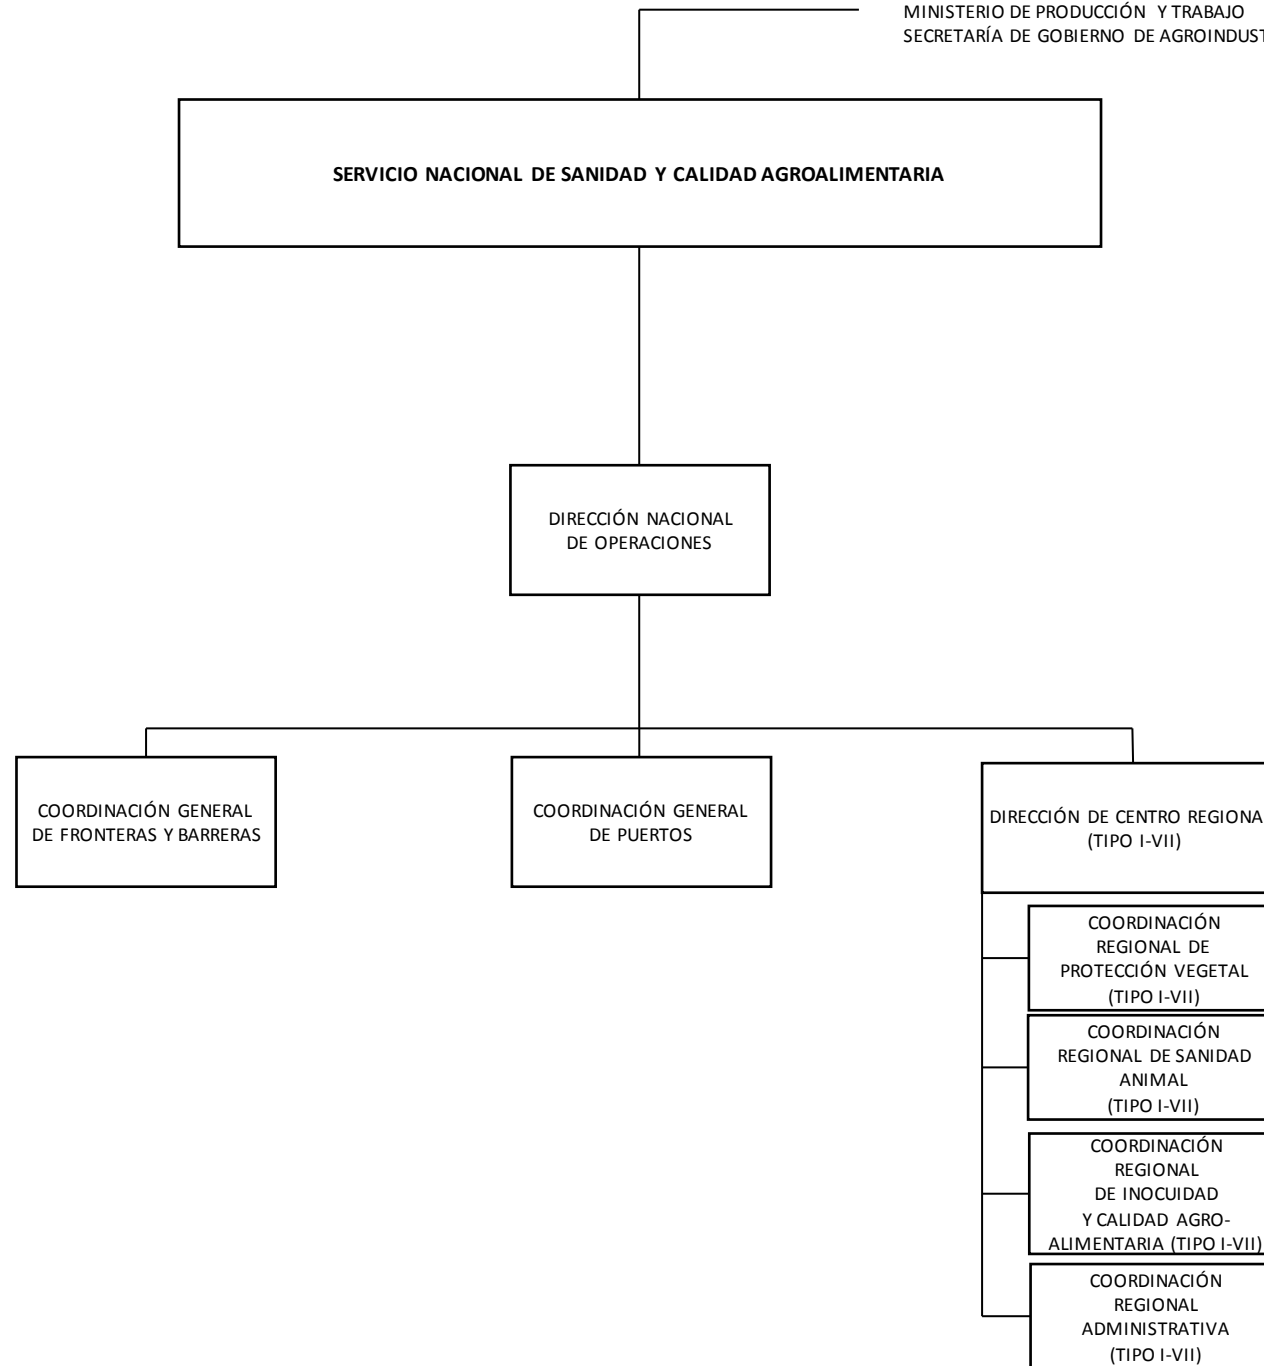 MINISTERIO DE PRODUCCIÓN Y TRABAJO
SECRETARÍA DE GOBIERNO DE AGROINDUST
SERVICIO NACIONAL DE SANIDAD Y CALIDAD AGROALIMENTARIA
DIRECCIÓN NACIONAL
DE OPERACIONES
COORDINACIÓN GENERAL
DE FRONTERAS Y BARRERAS
COORDINACIÓN GENERAL
DE PUERTOS
DIRECCIÓN DE CENTRO REGIONA
(TIPO I-VII)
COORDINACIÓN
REGIONAL DE
PROTECCIÓN VEGETAL
(TIPO I-VII)
COORDINACIÓN
REGIONAL DE SANIDAD
ANIMAL
(TIPO I-VII)
COORDINACIÓN
REGIONAL
DE INOCUIDAD
Y CALIDAD AGRO-
ALIMENTARIA (TIPO I-VII)
COORDINACIÓN
REGIONAL
ADMINISTRATIVA
(TIPO I-VII)